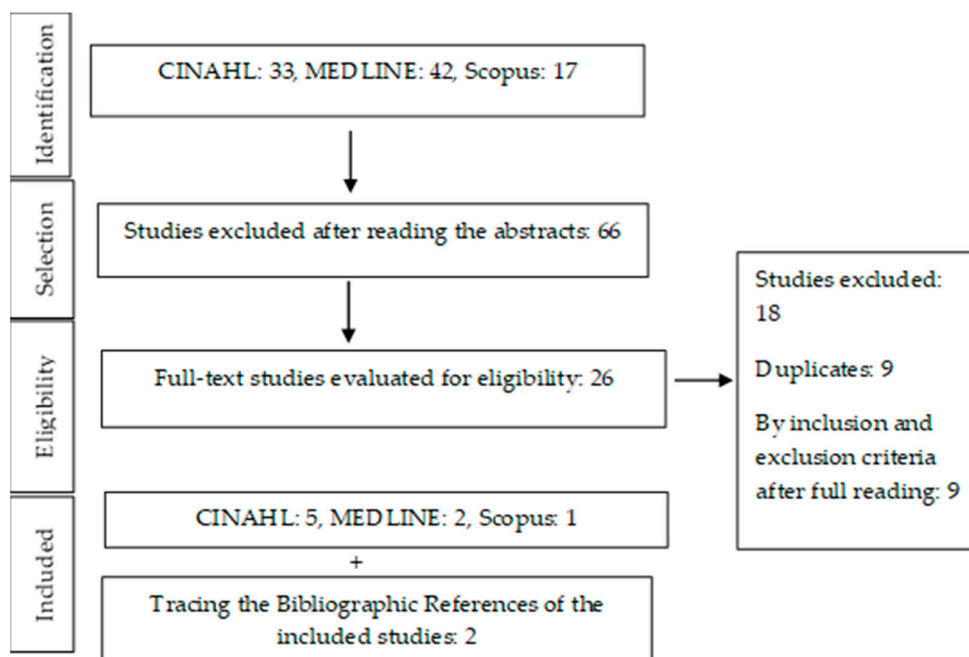 Identification
CINAHL: 33, MEDLINE: 42, Scopus: 17
Selection
Studies excluded after reading the abstracts: 66
Eligibility
Full-text studies evaluated for eligibility: 26
Studies excluded:
18
Duplicates: 9
By inclusion and
exclusion criteria
after full reading: 9
Included
CINAHL: 5, MEDLINE: 2, Scopus: 1
+
Tracing the Bibliographic References of the
included studies: 2